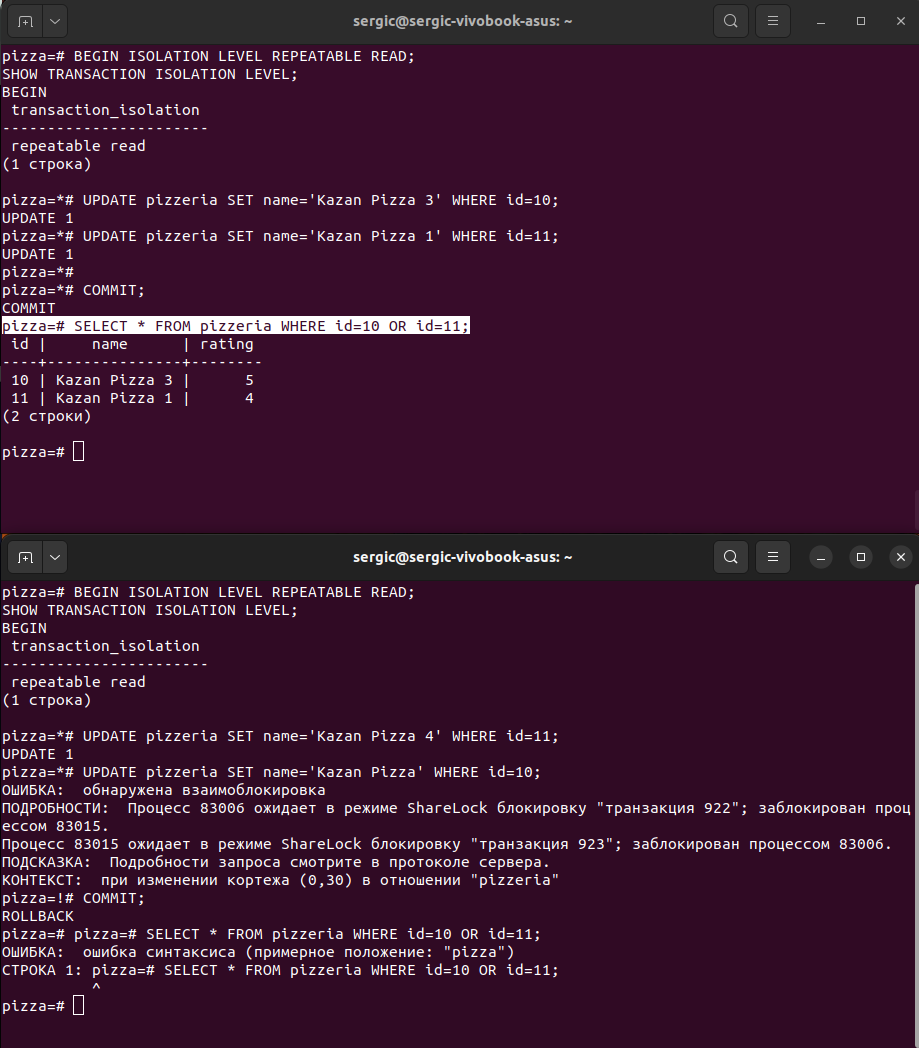 sergic@sergic-vivobook-asus: ~
pizza=# BEGIN ISOLATION LEVEL REPEATABLE READ;
SHOW TRANSACTION ISOLATION LEVEL;
BEGIN
 transaction_isolation
-----------------------
 repeatable read
(1 строка)

pizza=*# UPDATE pizzeria SET name='Kazan Pizza 3' WHERE id=10;
UPDATE 1
pizza=*# UPDATE pizzeria SET name='Kazan Pizza 1' WHERE id=11;
UPDATE 1
pizza=*#
pizza=*# COMMIT;
COMMIT
pizza=# SELECT * FROM pizzeria WHERE id=10 OR id=11;
 id |     name      | rating
----+---------------+--------
 10 | Kazan Pizza 3 |      5
 11 | Kazan Pizza 1 |      4
(2 строки)

pizza=#
sergic@sergic-vivobook-asus: ~
pizza=# BEGIN ISOLATION LEVEL REPEATABLE READ;
SHOW TRANSACTION ISOLATION LEVEL;
BEGIN
 transaction_isolation
-----------------------
 repeatable read
(1 строка)

pizza=*# UPDATE pizzeria SET name='Kazan Pizza 4' WHERE id=11;
UPDATE 1
pizza=*# UPDATE pizzeria SET name='Kazan Pizza' WHERE id=10;
ОШИБКА:  обнаружена взаимоблокировка
ПОДРОБНОСТИ:  Процесс 83006 ожидает в режиме ShareLock блокировку "транзакция 922"; заблокирован проц
ессом 83015.
Процесс 83015 ожидает в режиме ShareLock блокировку "транзакция 923"; заблокирован процессом 83006.
ПОДСКАЗКА:  Подробности запроса смотрите в протоколе сервера.
КОНТЕКСТ:  при изменении кортежа (0,30) в отношении "pizzeria"
pizza=!# COMMIT;
ROLLBACK
pizza=# pizza=# SELECT * FROM pizzeria WHERE id=10 OR id=11;
ОШИБКА:  ошибка синтаксиса (примерное положение: "pizza")
СТРОКА 1: pizza=# SELECT * FROM pizzeria WHERE id=10 OR id=11;
          ^
pizza=#